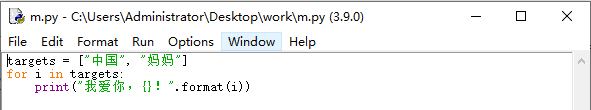 m.py - C:\Users\Administrator\Desktop\work\m.py (3.9.0)
File Edit Format Run Options Window Help
targets = ["中国", "妈妈"]
for i in targets:
    print("我爱你，{}！".format(i))